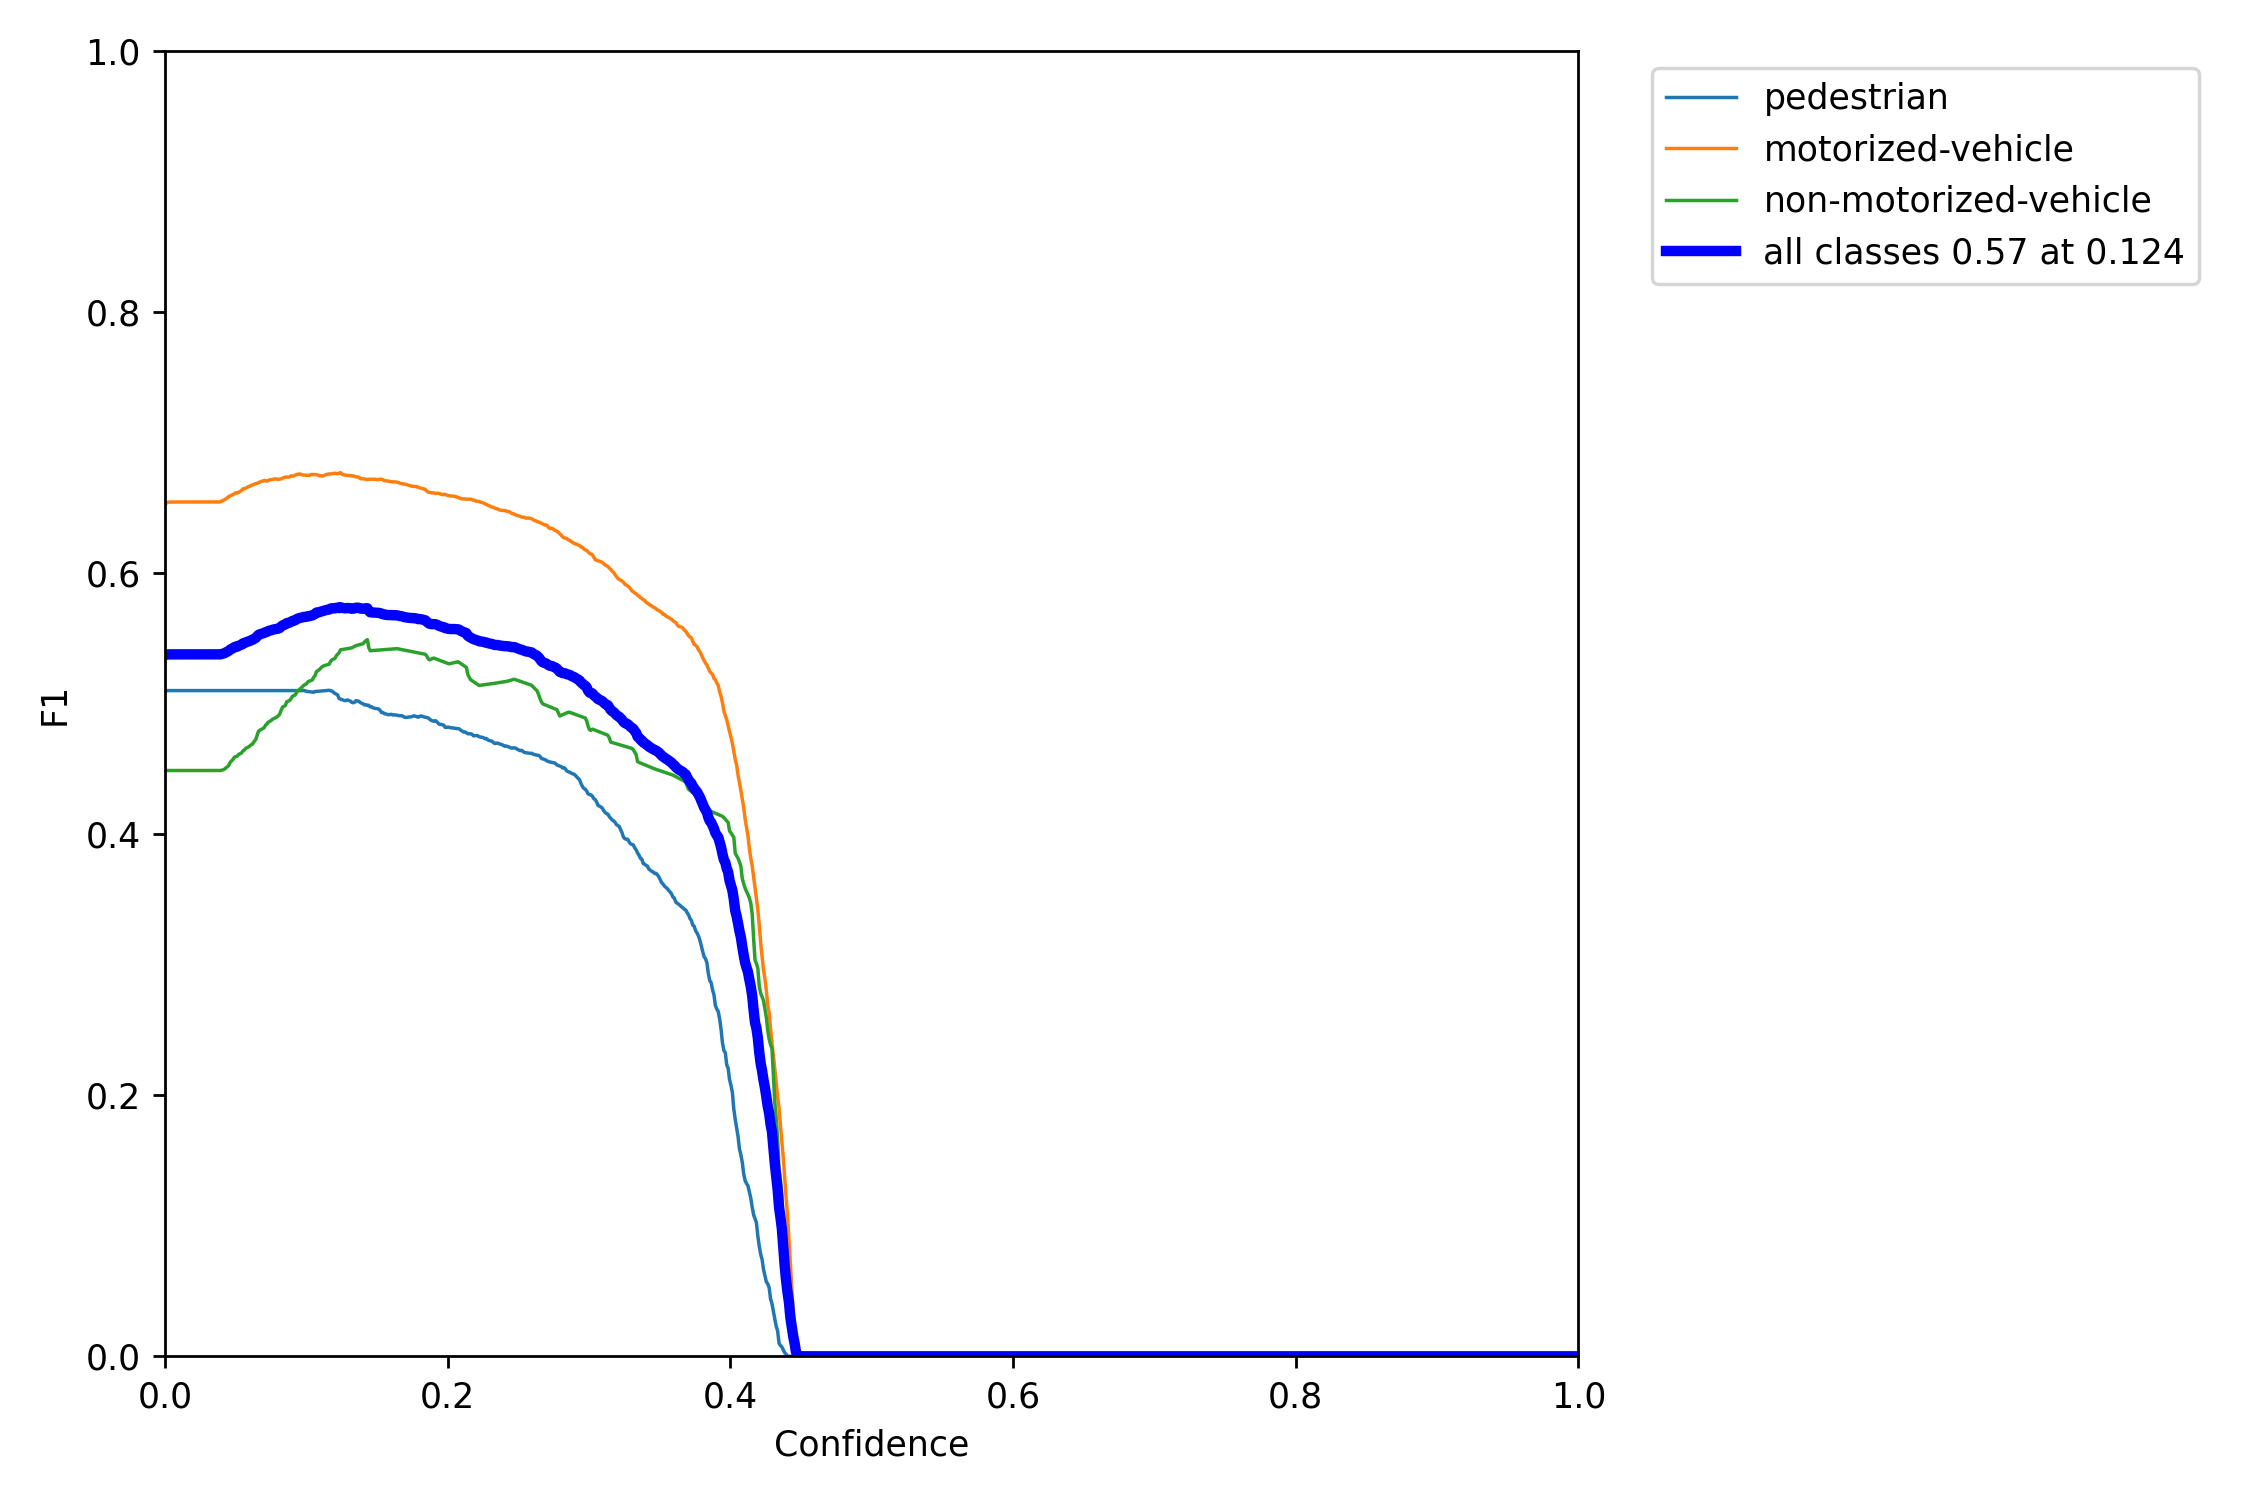 1.0
0.8
0.6
0.4
0.2
0.0
F1
0.0 0.2 0.4 0.6 0.8 1.0
Confidence
pedestrian
motorized-vehicle
non-motorized-vehicle
all classes 0.57 at 0.124